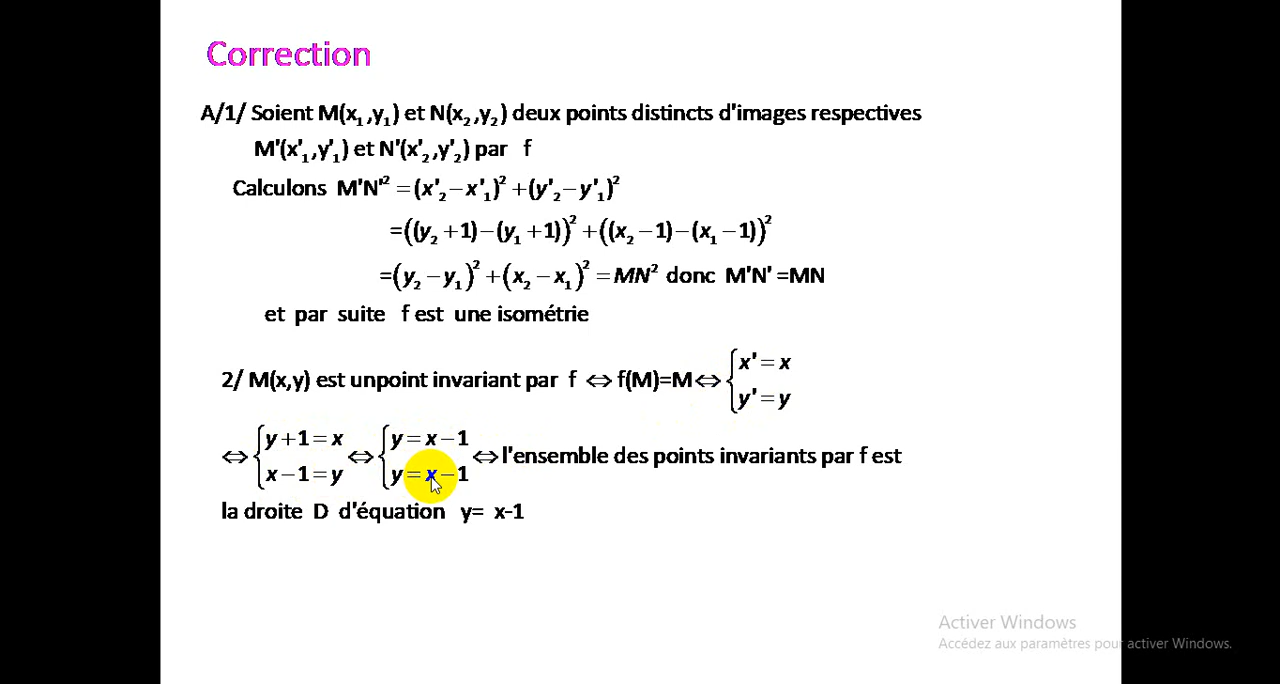 Correction
A/1/ Soient M(x₁,y₁) et N(x₂,y₂) deux points distincts d'images respectives
M'(x'₁,y'₁) et N'(x'₂,y'₂) par f
Calculons M'N'² = (x'₂ − x'₁)² + (y'₂ − y'₁)²
= ((y₂ + 1) − (y₁ + 1))² + ((x₂ − 1) − (x₁ − 1))²
= (y₂ − y₁)² + (x₂ − x₁)² = MN² donc M'N' =MN
et par suite f est une isométrie
2/ M(x,y) est unpoint invariant par f ⇔ f(M)=M ⇔ { x' = x
y' = y
⇔ { y + 1 = x ⇔ { y = x − 1 ⇔ l'ensemble des points invariants par f est
x − 1 = y y = x − 1
la droite D d'équation y= x-1
Activer Windows
Accédez aux paramètres pour activer Windows.